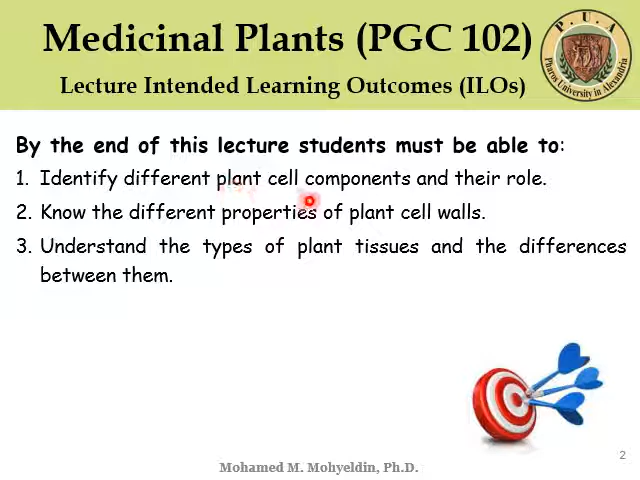 Medicinal Plants (PGC 102)
Lecture Intended Learning Outcomes (ILOs)
P. U. A
Pharos University in Alexandria
By the end of this lecture students must be able to:
1. Identify different plant cell components and their role.
2. Know the different properties of plant cell walls.
3. Understand the types of plant tissues and the differences
between them.
2
Mohamed M. Mohyeldin, Ph.D.